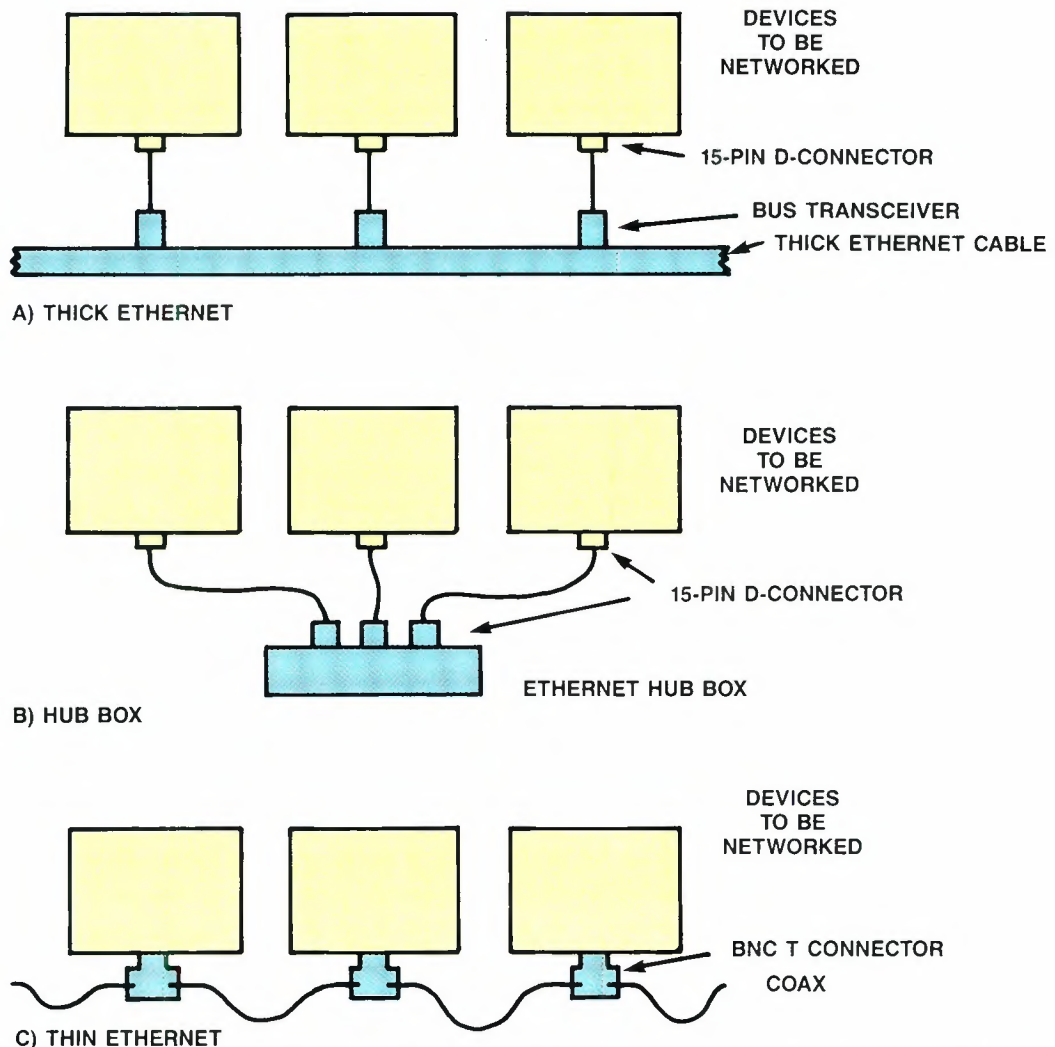 DEVICES
TO BE
NETWORKED
15-PIN D-CONNECTOR
BUS TRANSCEIVER
THICK ETHERNET CABLE
A) THICK ETHERNET
DEVICES
TO BE
NETWORKED
15-PIN D-CONNECTOR
ETHERNET HUB BOX
B) HUB BOX
DEVICES
TO BE
NETWORKED
BNC T CONNECTOR
COAX
C) THIN ETHERNET